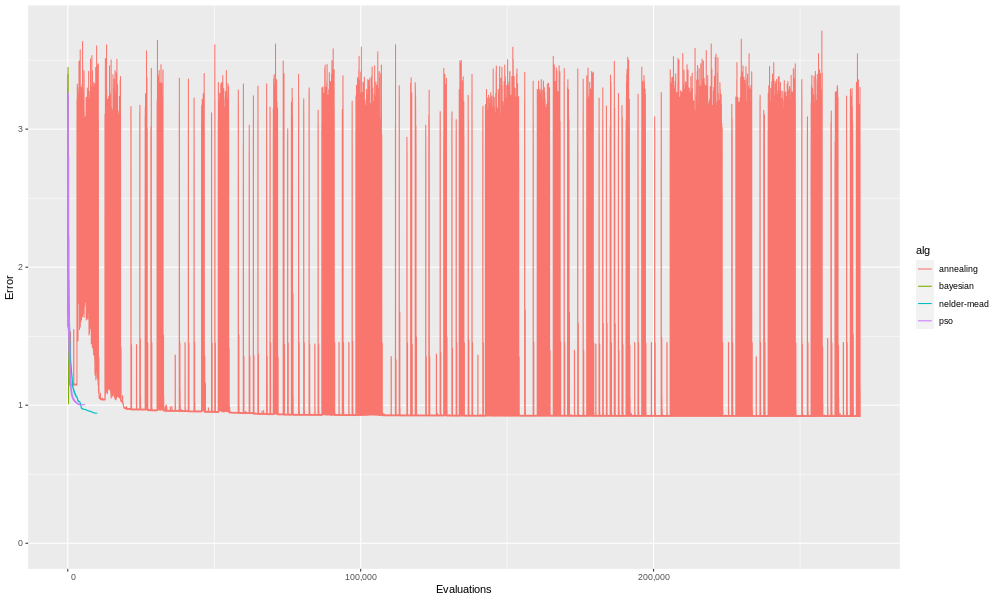 3
2
1
0
Error
0
100,000
200,000
Evaluations
alg
annealing
bayesian
nelder-mead
pso